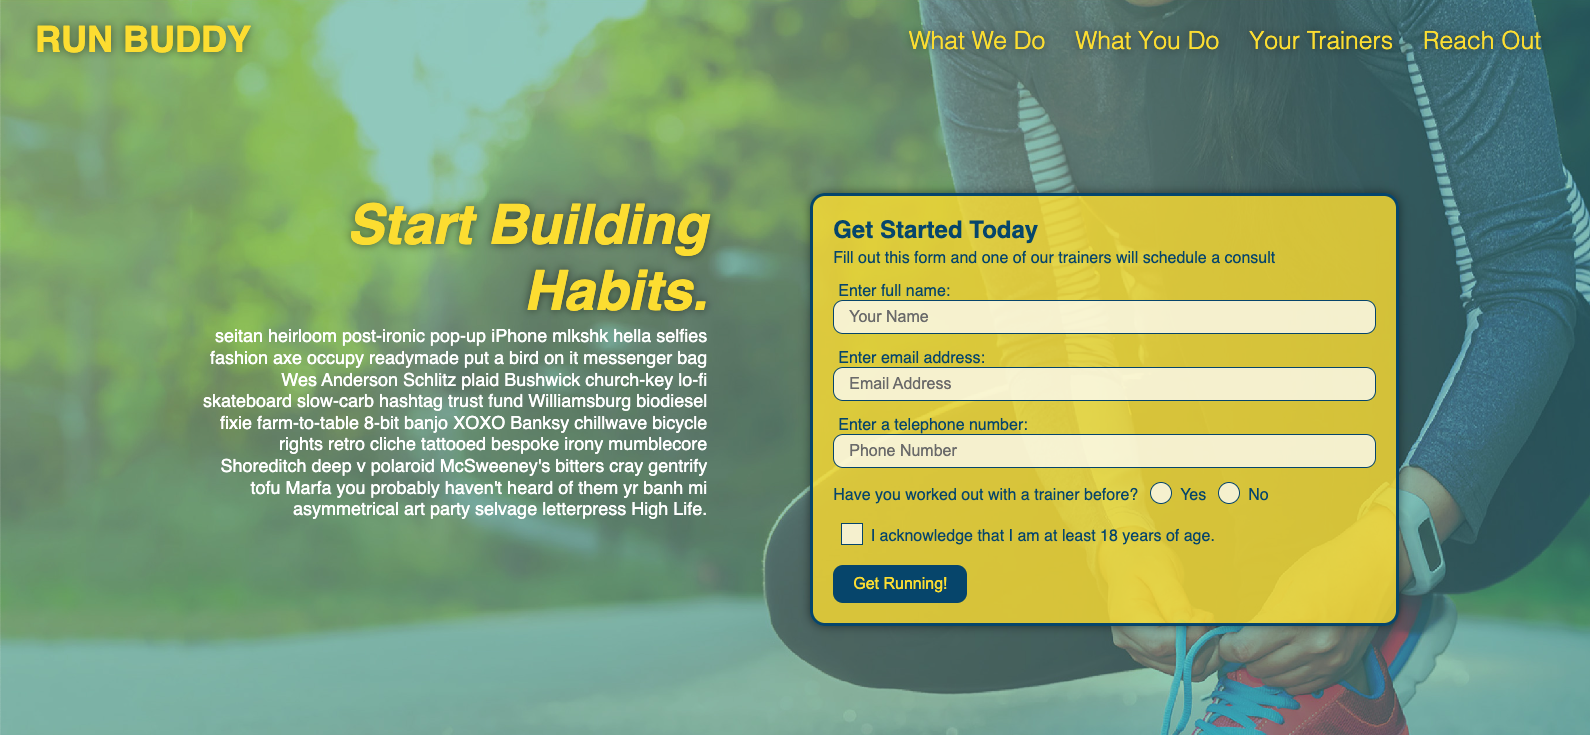 RUN BUDDY
What We Do
What You Do
Your Trainers
Reach Out
Start Building
Habits.
seitan heirloom post-ironic pop-up iPhone mlkshk hella selfies
fashion axe occupy readymade put a bird on it messenger bag
Wes Anderson Schlitz plaid Bushwick church-key lo-fi
skateboard slow-carb hashtag trust fund Williamsburg biodiesel
fixie farm-to-table 8-bit banjo XOXO Banksy chillwave bicycle
rights retro cliche tattooed bespoke irony mumblecore
Shoreditch deep v polaroid McSweeney's bitters cray gentrify
tofu Marfa you probably haven't heard of them yr banh mi
asymmetrical art party selvage letterpress High Life.
Get Started Today
Fill out this form and one of our trainers will schedule a consult
Enter full name:
Your Name
Enter email address:
Email Address
Enter a telephone number:
Phone Number
Have you worked out with a trainer before? Yes No
I acknowledge that I am at least 18 years of age.
Get Running!